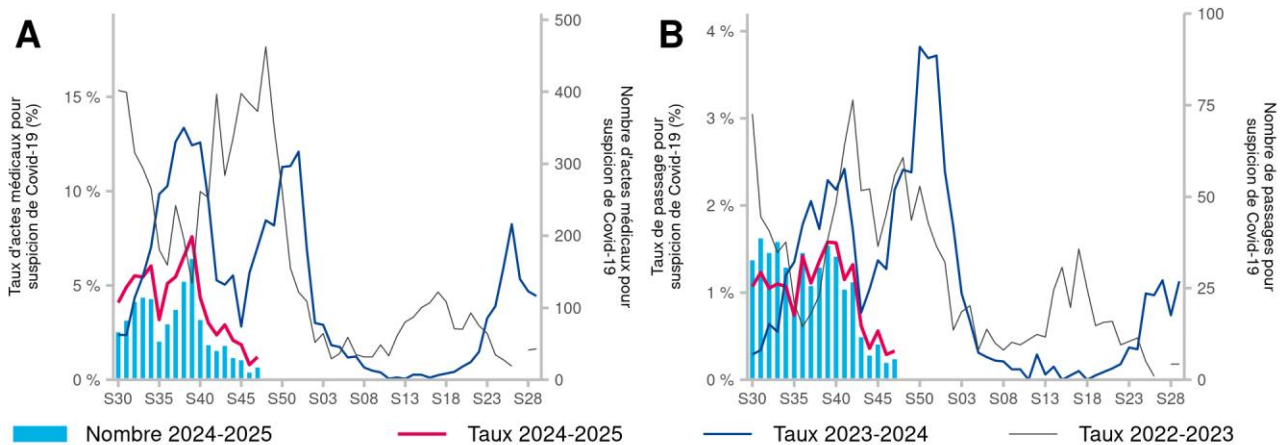 A
Taux d'actes médicaux pour
suspicion de Covid-19 (%)
15 %
10 %
5 %
0 %
500
400
300
200
100
0
Nombre d'actes médicaux pour
suspicion de Covid-19
S30 S35 S40 S45 S50 S03 S08 S13 S18 S23 S28
B
Taux de passage pour
suspicion de Covid-19 (%)
4 %
3 %
2 %
1 %
0 %
100
75
50
25
0
Nombre de passages pour
suspicion de Covid-19
S30 S35 S40 S45 S50 S03 S08 S13 S18 S23 S28
Nombre 2024-2025 Taux 2024-2025 Taux 2023-2024 Taux 2022-2023